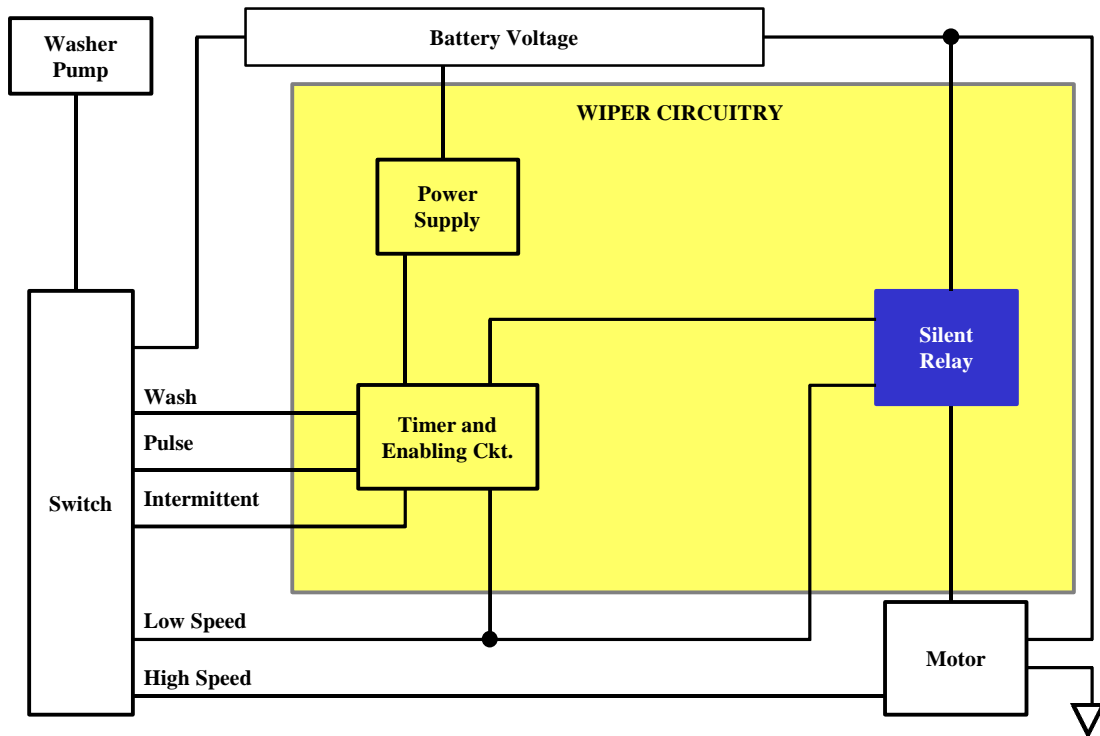 Washer
Pump
Battery Voltage
WIPER CIRCUITRY
Power
Supply
Silent
Relay
Wash
Timer and
Enabling Ckt.
Pulse
Switch
Intermittent
Low Speed
High Speed
Motor